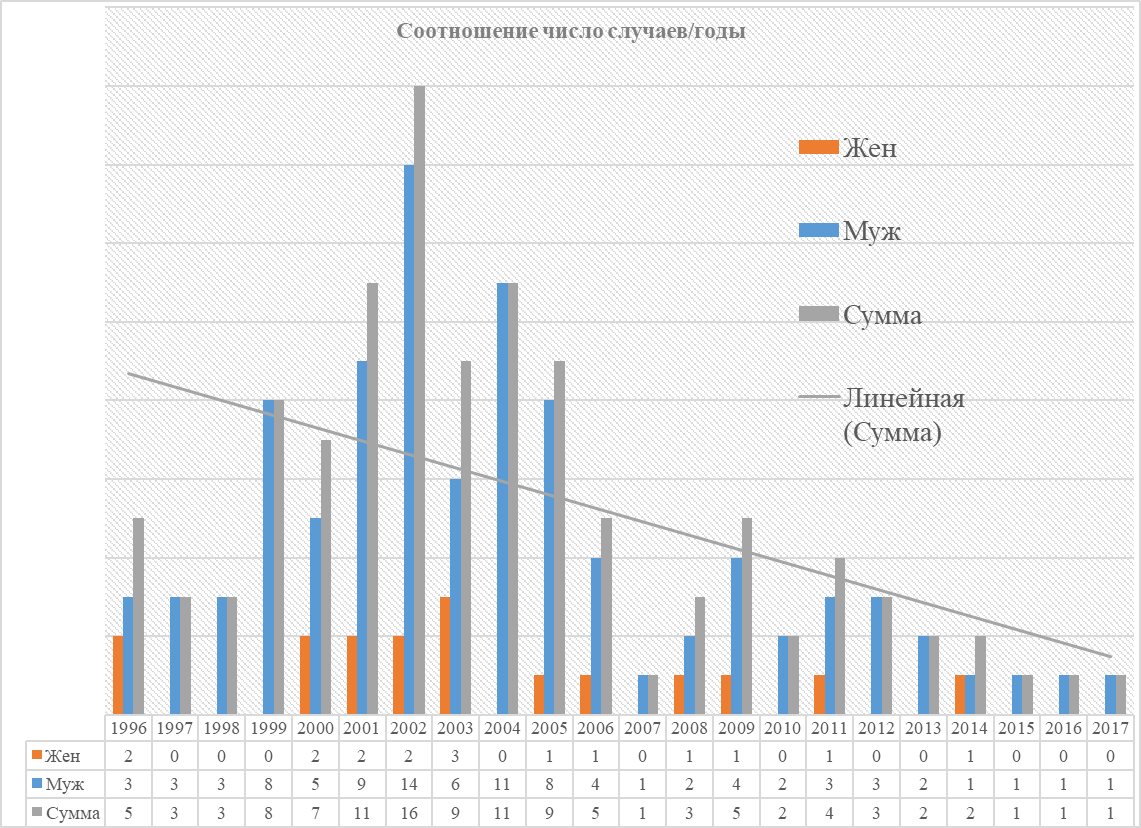 Соотношение число случаев/годы
Жен
Муж
Сумма
Линейная
(Сумма)
1996 1997 1998 1999 2000 2001 2002 2003 2004 2005 2006 2007 2008 2009 2010 2011 2012 2013 2014 2015 2016 2017
Жен 2 0 0 0 2 2 2 3 0 1 1 0 1 1 0 1 0 0 1 0 0 0
Муж 3 3 3 8 5 9 14 6 11 8 4 1 2 4 2 3 3 2 1 1 1 1
Сумма 5 3 3 8 7 11 16 9 11 9 5 1 3 5 2 4 3 2 2 1 1 1